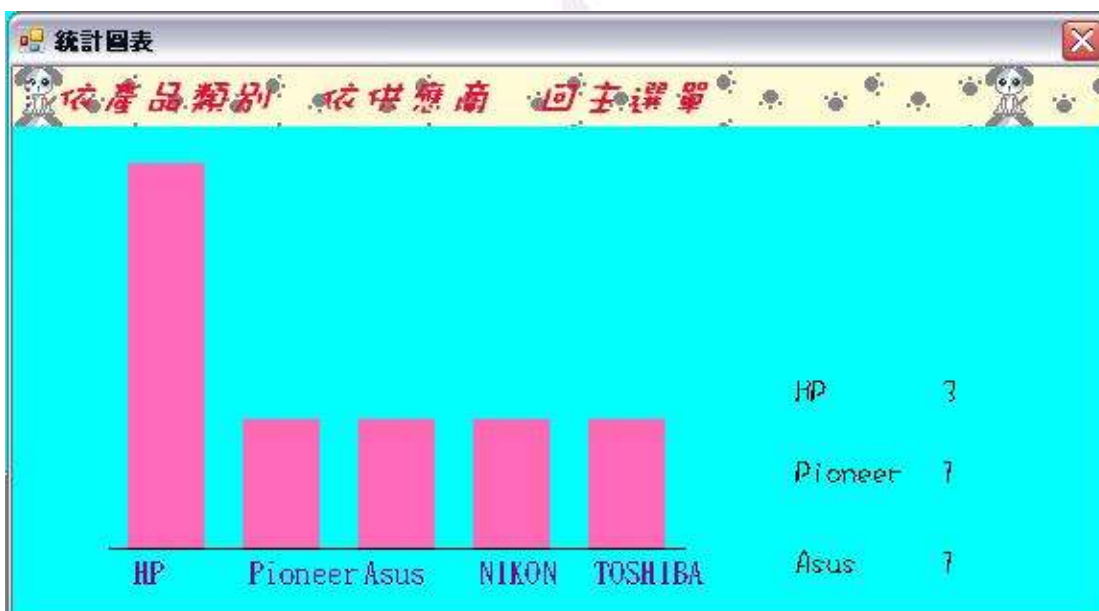 統計圖表
依產品類別 依供應商 回主選單
HP 3
Pioneer 1
Asus 1
HP Pioneer Asus NIKON TOSHIBA